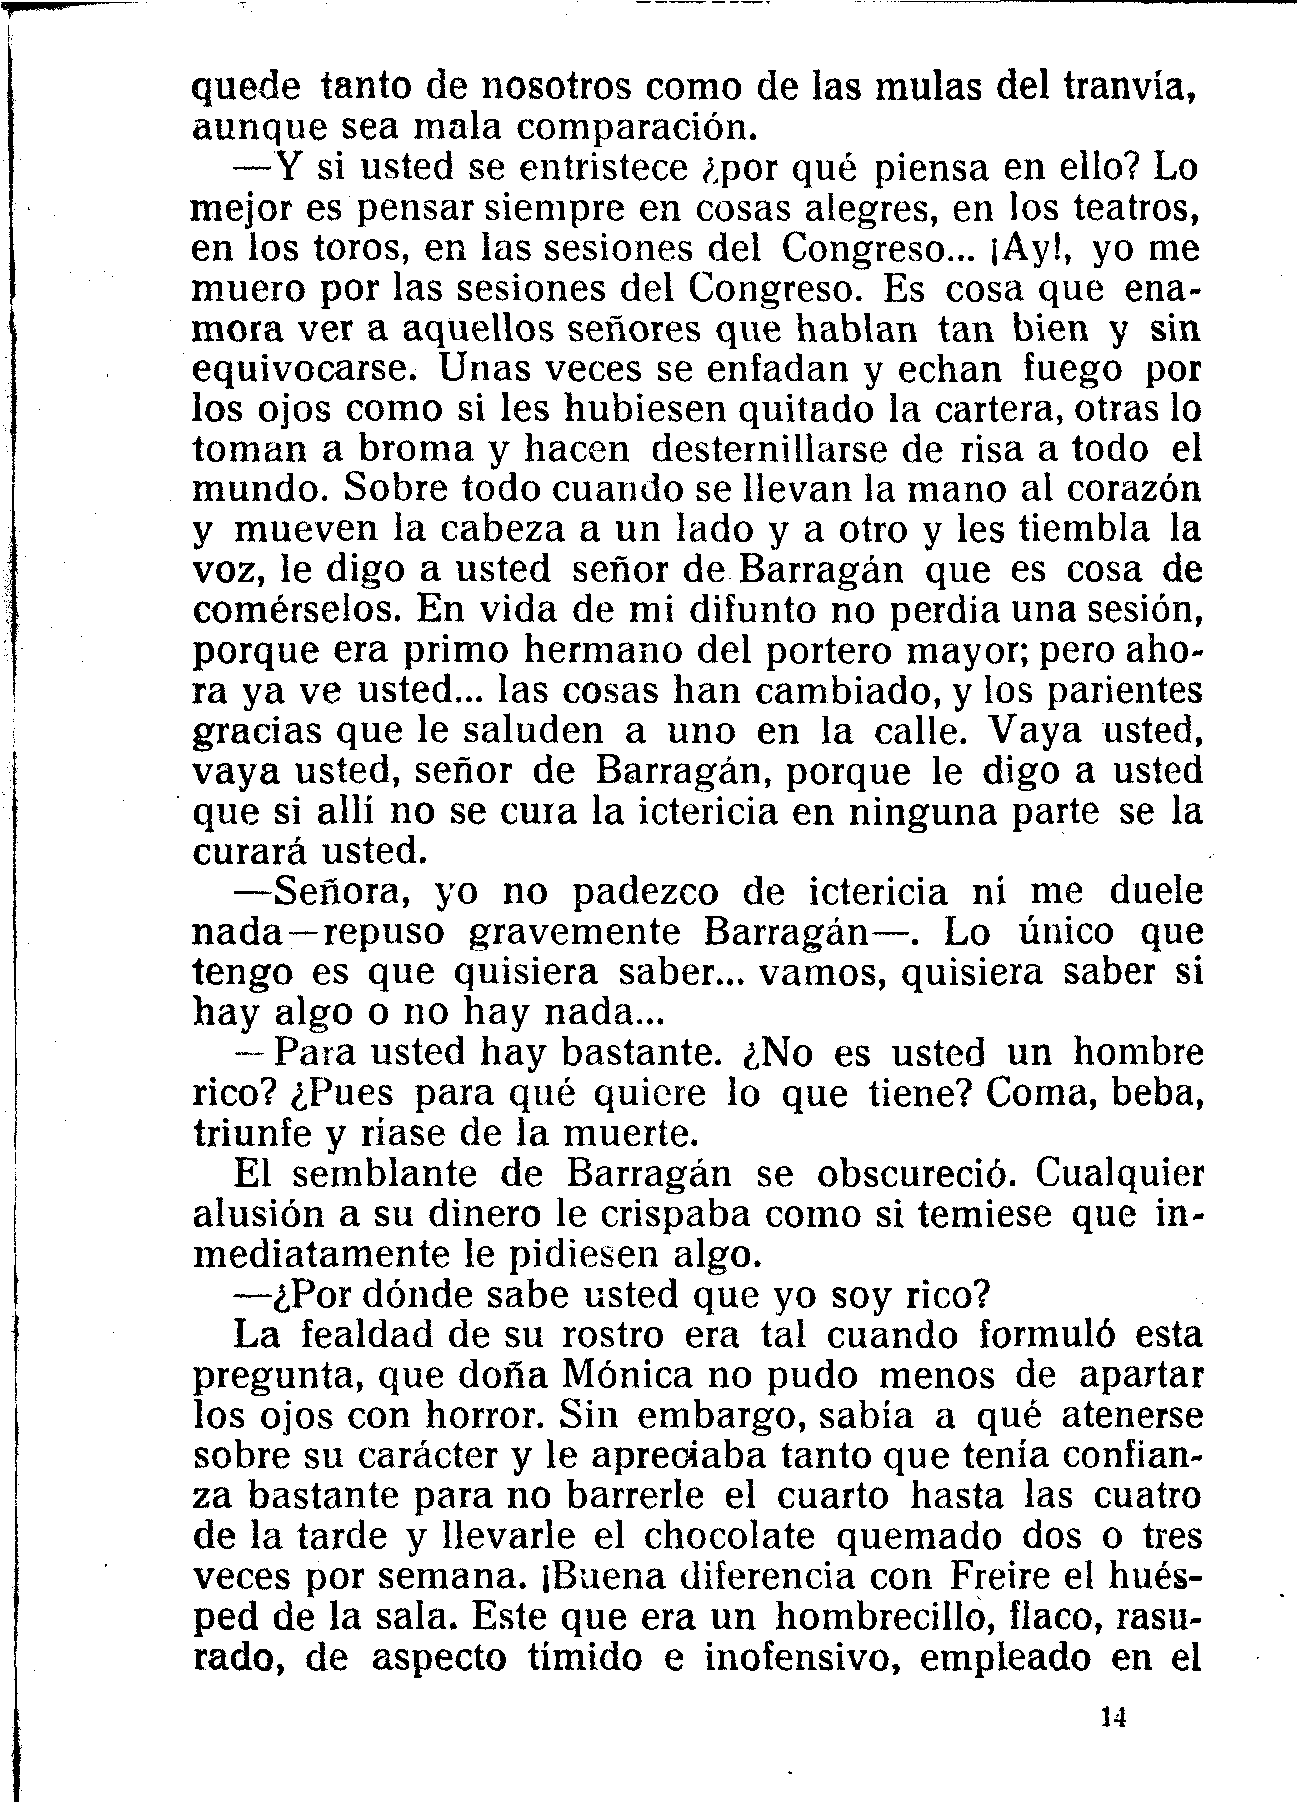 quede tanto de nosotros como de las mulas del tranvía,
aunque sea mala comparación.
—Y si usted se entristece ¿por qué piensa en ello? Lo
mejor es pensar siempre en cosas alegres, en los teatros,
en los toros, en las sesiones del Congreso... ¡Ay!, yo me
muero por las sesiones del Congreso. Es cosa que ena-
mora ver a aquellos señores que hablan tan bien y sin
equivocarse. Unas veces se enfadan y echan fuego por
los ojos como si les hubiesen quitado la cartera, otras lo
toman a broma y hacen desternillarse de risa a todo el
mundo. Sobre todo cuando se llevan la mano al corazón
y mueven la cabeza a un lado y a otro y les tiembla la
voz, le digo a usted señor de Barragán que es cosa de
comérselos. En vida de mi difunto no perdia una sesión,
porque era primo hermano del portero mayor; pero aho-
ra ya ve usted... las cosas han cambiado, y los parientes
gracias que le saluden a uno en la calle. Vaya usted,
vaya usted, señor de Barragán, porque le digo a usted
que si allí no se cura la ictericia en ninguna parte se la
curará usted.
—Señora, yo no padezco de ictericia ni me duele
nada—repuso gravemente Barragán—. Lo único que
tengo es que quisiera saber... vamos, quisiera saber si
hay algo o no hay nada...
—Para usted hay bastante. ¿No es usted un hombre
rico? ¿Pues para qué quiere lo que tiene? Coma, beba,
triunfe y ríase de la muerte.
El semblante de Barragán se obscureció. Cualquier
alusión a su dinero le crispaba como si temiese que in-
mediatamente le pidiesen algo.
—¿Por dónde sabe usted que yo soy rico?
La fealdad de su rostro era tal cuando formuló esta
pregunta, que doña Mónica no pudo menos de apartar
los ojos con horror. Sin embargo, sabía a qué atenerse
sobre su carácter y le apreciaba tanto que tenía confian-
za bastante para no barrerle el cuarto hasta las cuatro
de la tarde y llevarle el chocolate quemado dos o tres
veces por semana. ¡Buena diferencia con Freire el hués-
ped de la sala. Este que era un hombrecillo, flaco, rasu-
rado, de aspecto tímido e inofensivo, empleado en el
14